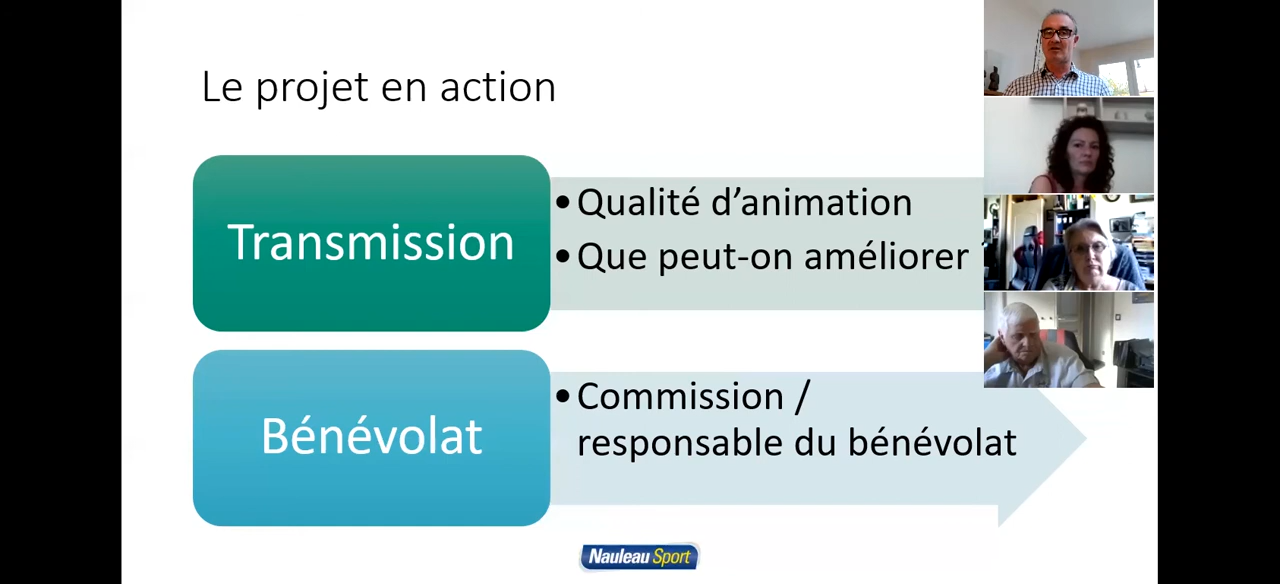 Le projet en action
Transmission
• Qualité d’animation
• Que peut-on améliorer
Bénévolat
• Commission /
responsable du bénévolat
Nauleau Sport